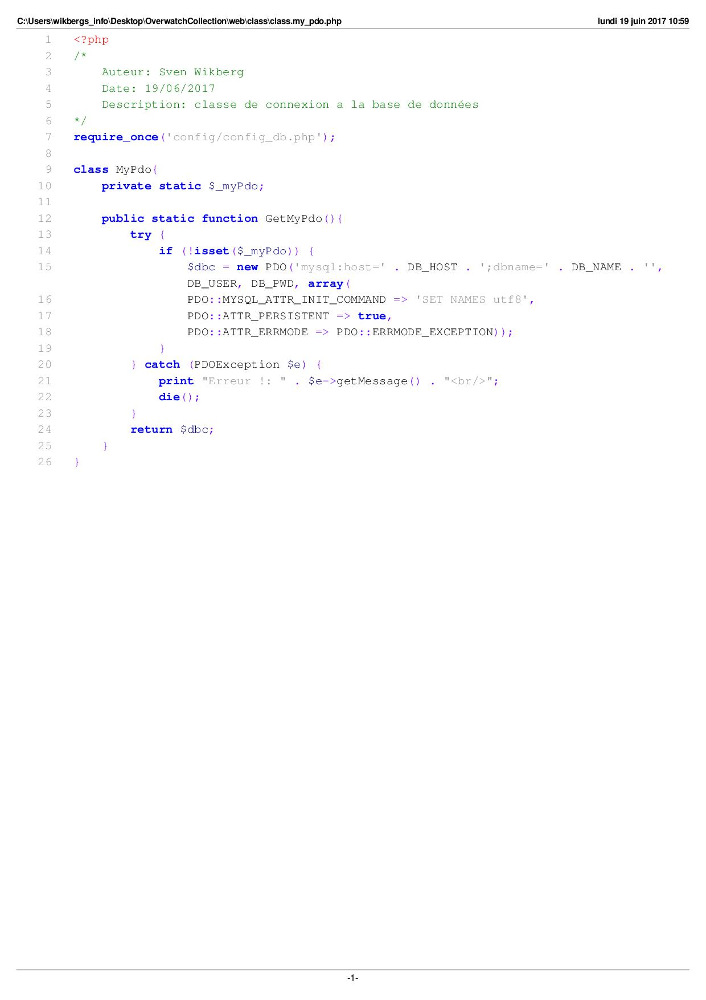 C:\Users\wikbergs_info\Desktop\OverwatchCollection\web\class\class.my_pdo.php lundi 19 juin 2017 10:59
1 <?php
2 /*
3     Auteur: Sven Wikberg
4     Date: 19/06/2017
5     Description: classe de connexion a la base de données
6 */
7 require_once('config/config_db.php');
8
9 class MyPdo{
10     private static $_myPdo;
11
12     public static function GetMyPdo(){
13         try {
14             if (!isset($_myPdo)) {
15                 $dbc = new PDO('mysql:host=' . DB_HOST . ';dbname=' . DB_NAME . '',
                DB_USER, DB_PWD, array(
16                 PDO::MYSQL_ATTR_INIT_COMMAND => 'SET NAMES utf8',
17                 PDO::ATTR_PERSISTENT => true,
18                 PDO::ATTR_ERRMODE => PDO::ERRMODE_EXCEPTION));
19             }
20         } catch (PDOException $e) {
21             print "Erreur !: " . $e->getMessage() . "<br/>";
22             die();
23         }
24         return $dbc;
25     }
26 }
-1-